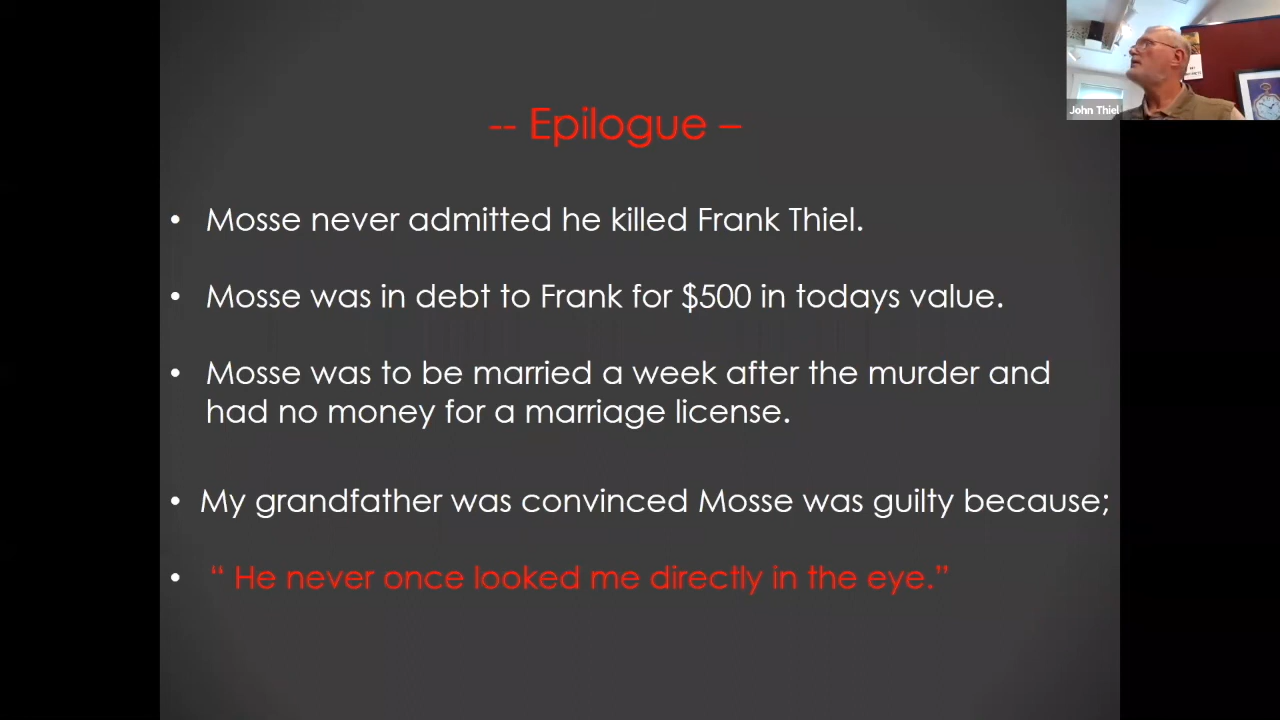 -- Epilogue –
John Thiel
• Mosse never admitted he killed Frank Thiel.
• Mosse was in debt to Frank for $500 in todays value.
• Mosse was to be married a week after the murder and
had no money for a marriage license.
• My grandfather was convinced Mosse was guilty because;
• “ He never once looked me directly in the eye.”